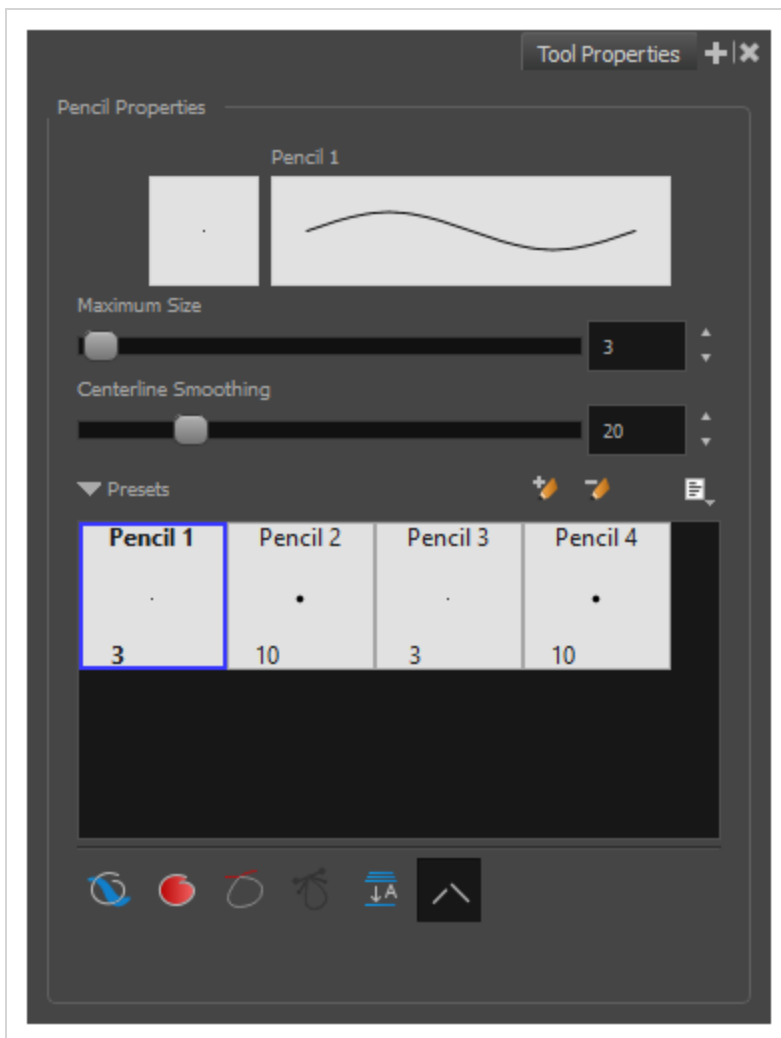 Tool Properties
Pencil Properties
Pencil 1
Maximum Size
3
Centerline Smoothing
20
Presets
Pencil 1 Pencil 2 Pencil 3 Pencil 4
3 10 3 10
A